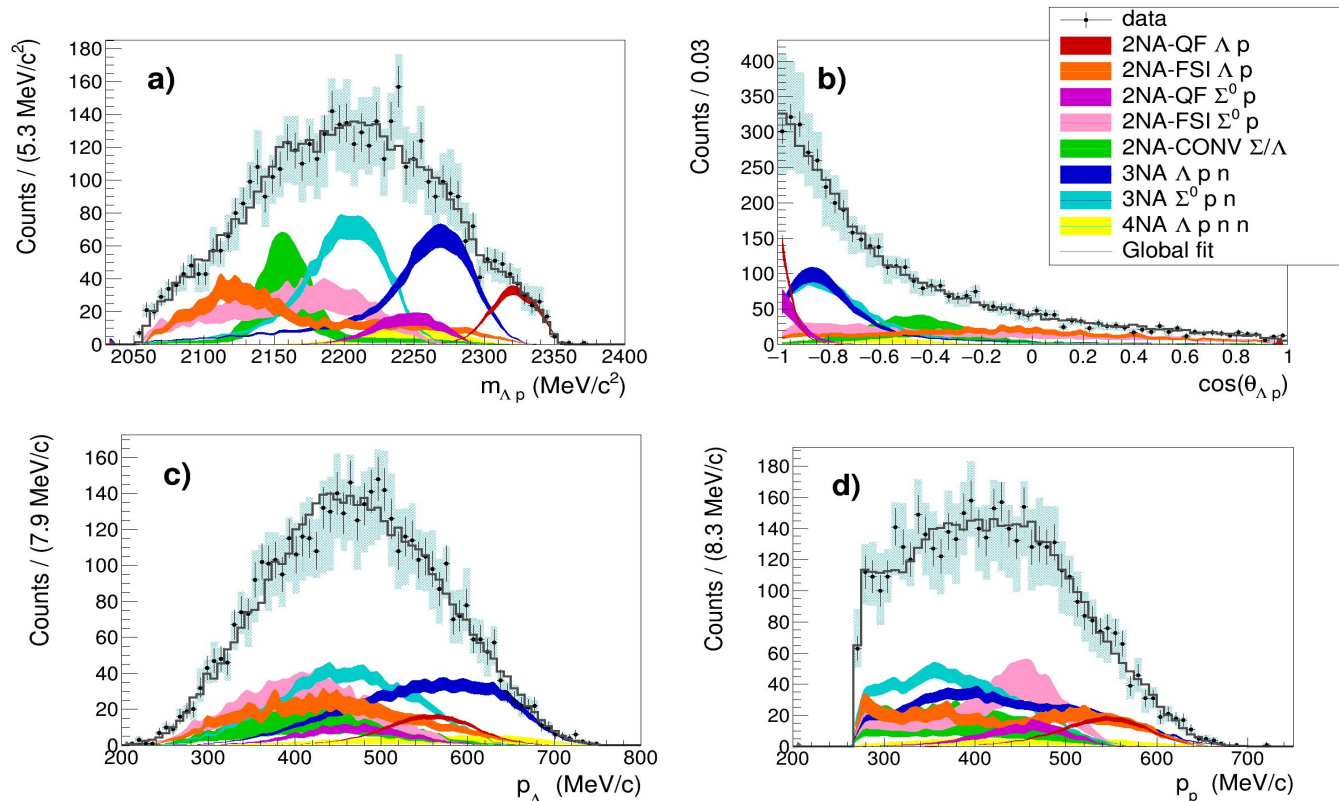 a)
Counts / (5.3 MeV/c²)
180
160
140
120
100
80
60
40
20
0
2050 2100 2150 2200 2250 2300 2350 2400
m_Λ p (MeV/c²)
b)
Counts / 0.03
400
350
300
250
200
150
100
50
0
−1 −0.8 −0.6 −0.4 −0.2 0 0.2 0.4 0.6 0.8 1
cos(θ_Λ p)
data
2NA-QF Λ p
2NA-FSI Λ p
2NA-QF Σ⁰ p
2NA-FSI Σ⁰ p
2NA-CONV Σ/Λ
3NA Λ p n
3NA Σ⁰ p n
4NA Λ p n n
Global fit
c)
Counts / (7.9 MeV/c)
160
140
120
100
80
60
40
20
0
200 300 400 500 600 700 800
p_Λ (MeV/c)
d)
Counts / (8.3 MeV/c)
180
160
140
120
100
80
60
40
20
0
200 300 400 500 600 700
p_p (MeV/c)